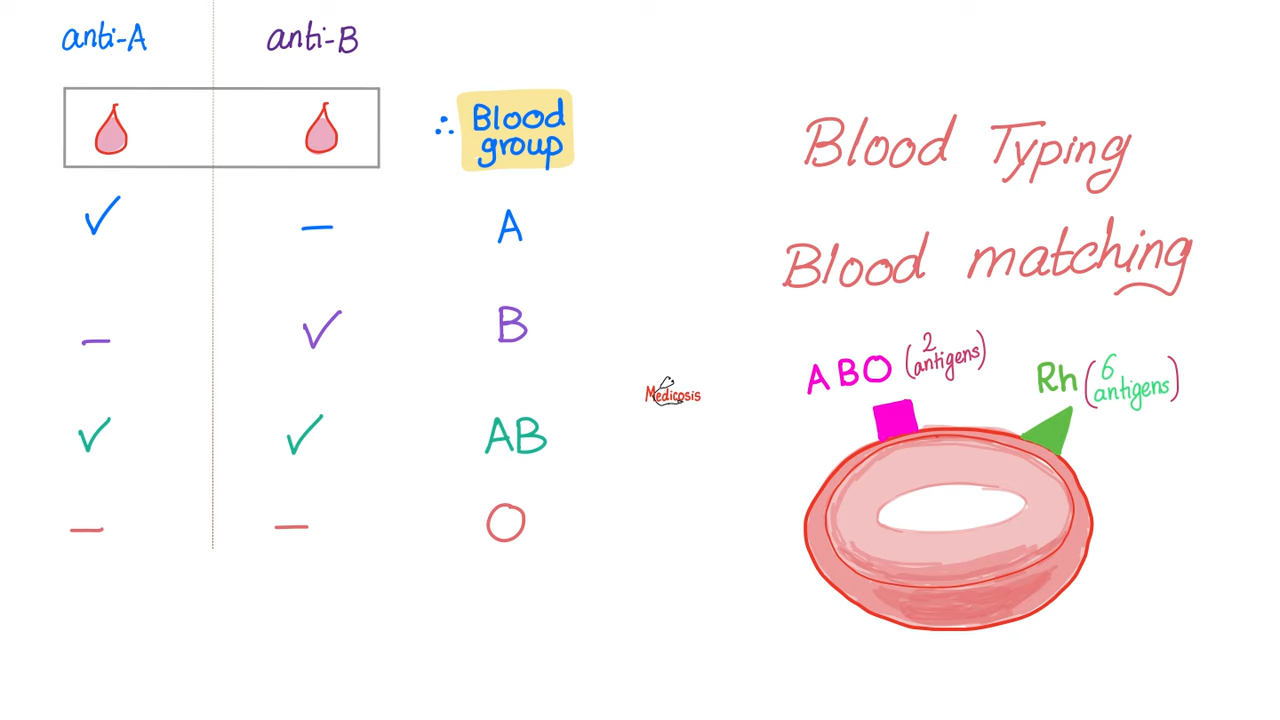 anti-A anti-B
∴ Blood
group
✓ – A
– ✓ B
✓ ✓ AB
– – O
Blood Typing
Blood matching
ABO (2
antigens)
Rh (6
antigens)
Medicosis